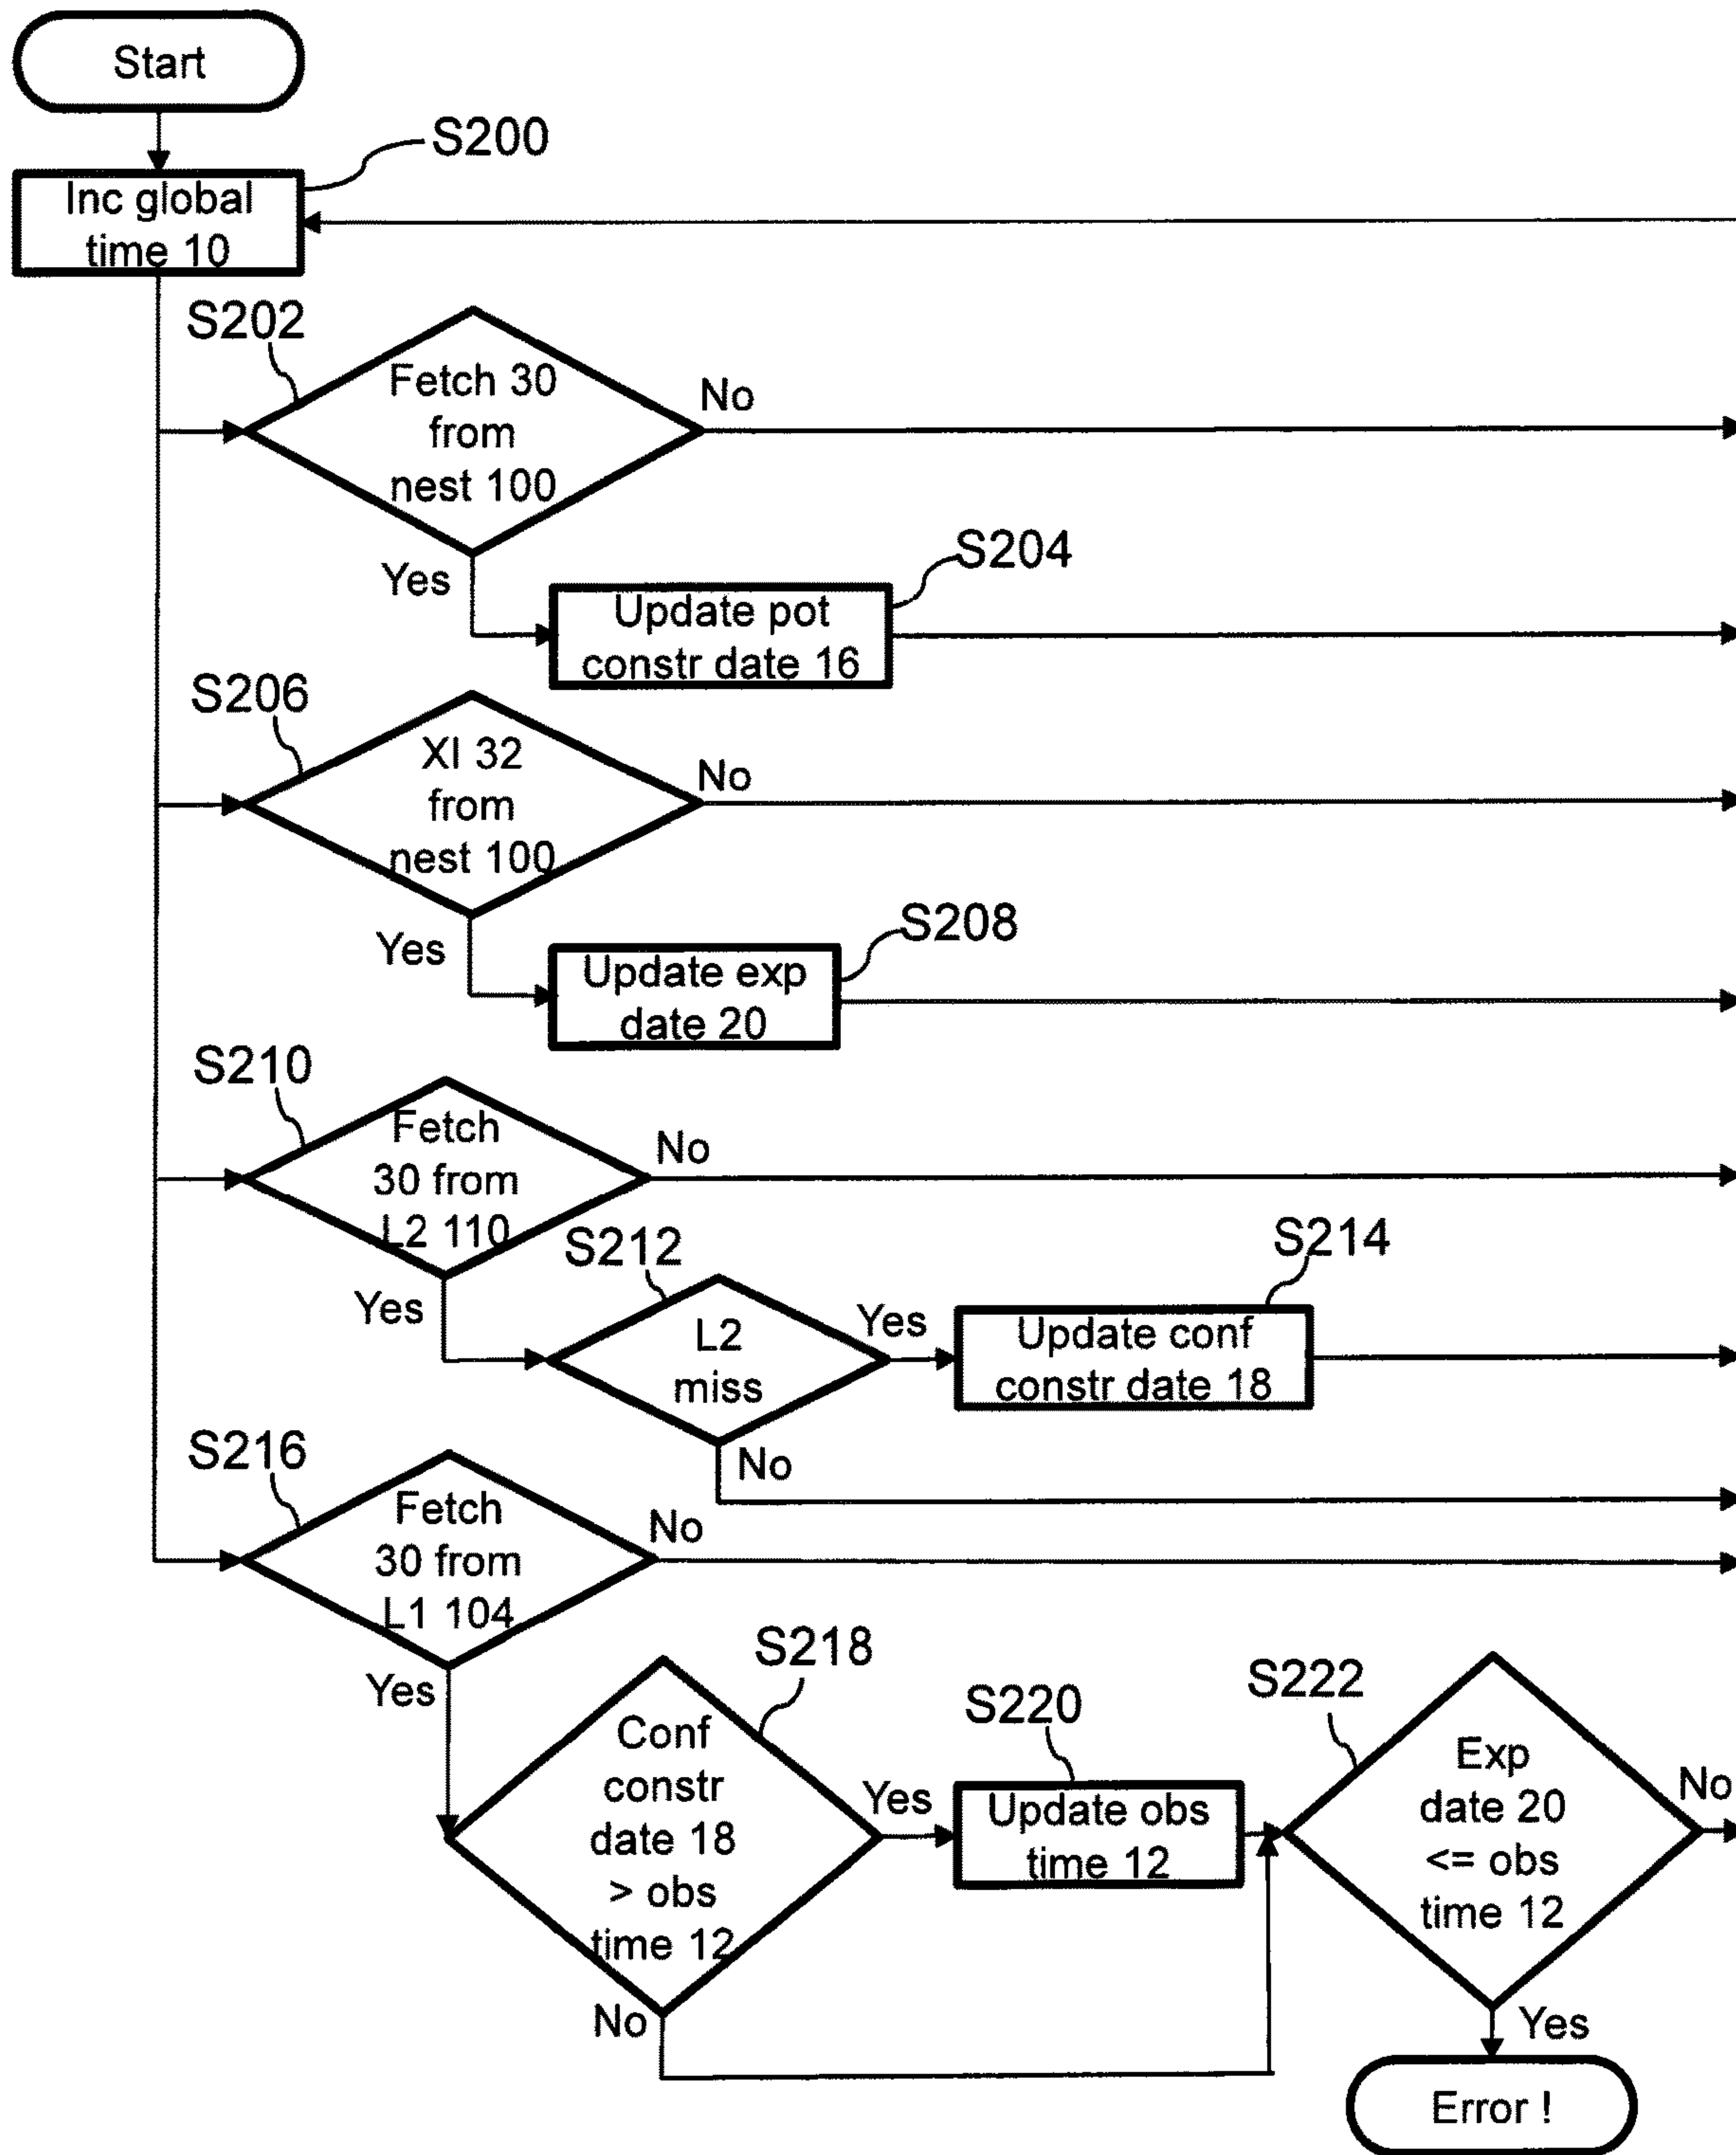 Start
S200
Inc global
time 10
S202
Fetch 30
from
nest 100
No
Yes
S204
Update pot
constr date 16
S206
XI 32
from
nest 100
No
Yes
S208
Update exp
date 20
S210
Fetch
30 from
L2 110
No
Yes
S212
L2
miss
Yes
No
S214
Update conf
constr date 18
S216
Fetch
30 from
L1 104
No
Yes
S218
Conf
constr
date 18
> obs
time 12
Yes
No
S220
Update obs
time 12
S222
Exp
date 20
<= obs
time 12
No
Yes
Error !